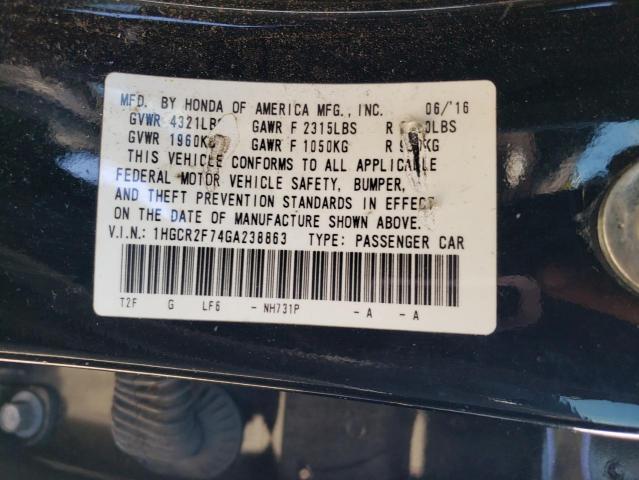 MFD. BY HONDA OF AMERICA MFG., INC. 06/'16
GVWR 4321LBS GAWR F 2315LBS R
GVWR 1960KG GAWR F 1050KG R
THIS VEHICLE CONFORMS TO ALL APPLICABLE
FEDERAL MOTOR VEHICLE SAFETY, BUMPER,
AND THEFT PREVENTION STANDARDS IN EFFECT
ON THE DATE OF MANUFACTURE SHOWN ABOVE.
V.I.N.: 1HGCR2F74GA238863 TYPE: PASSENGER CAR
T2F G LF6 - NH731P - A - A